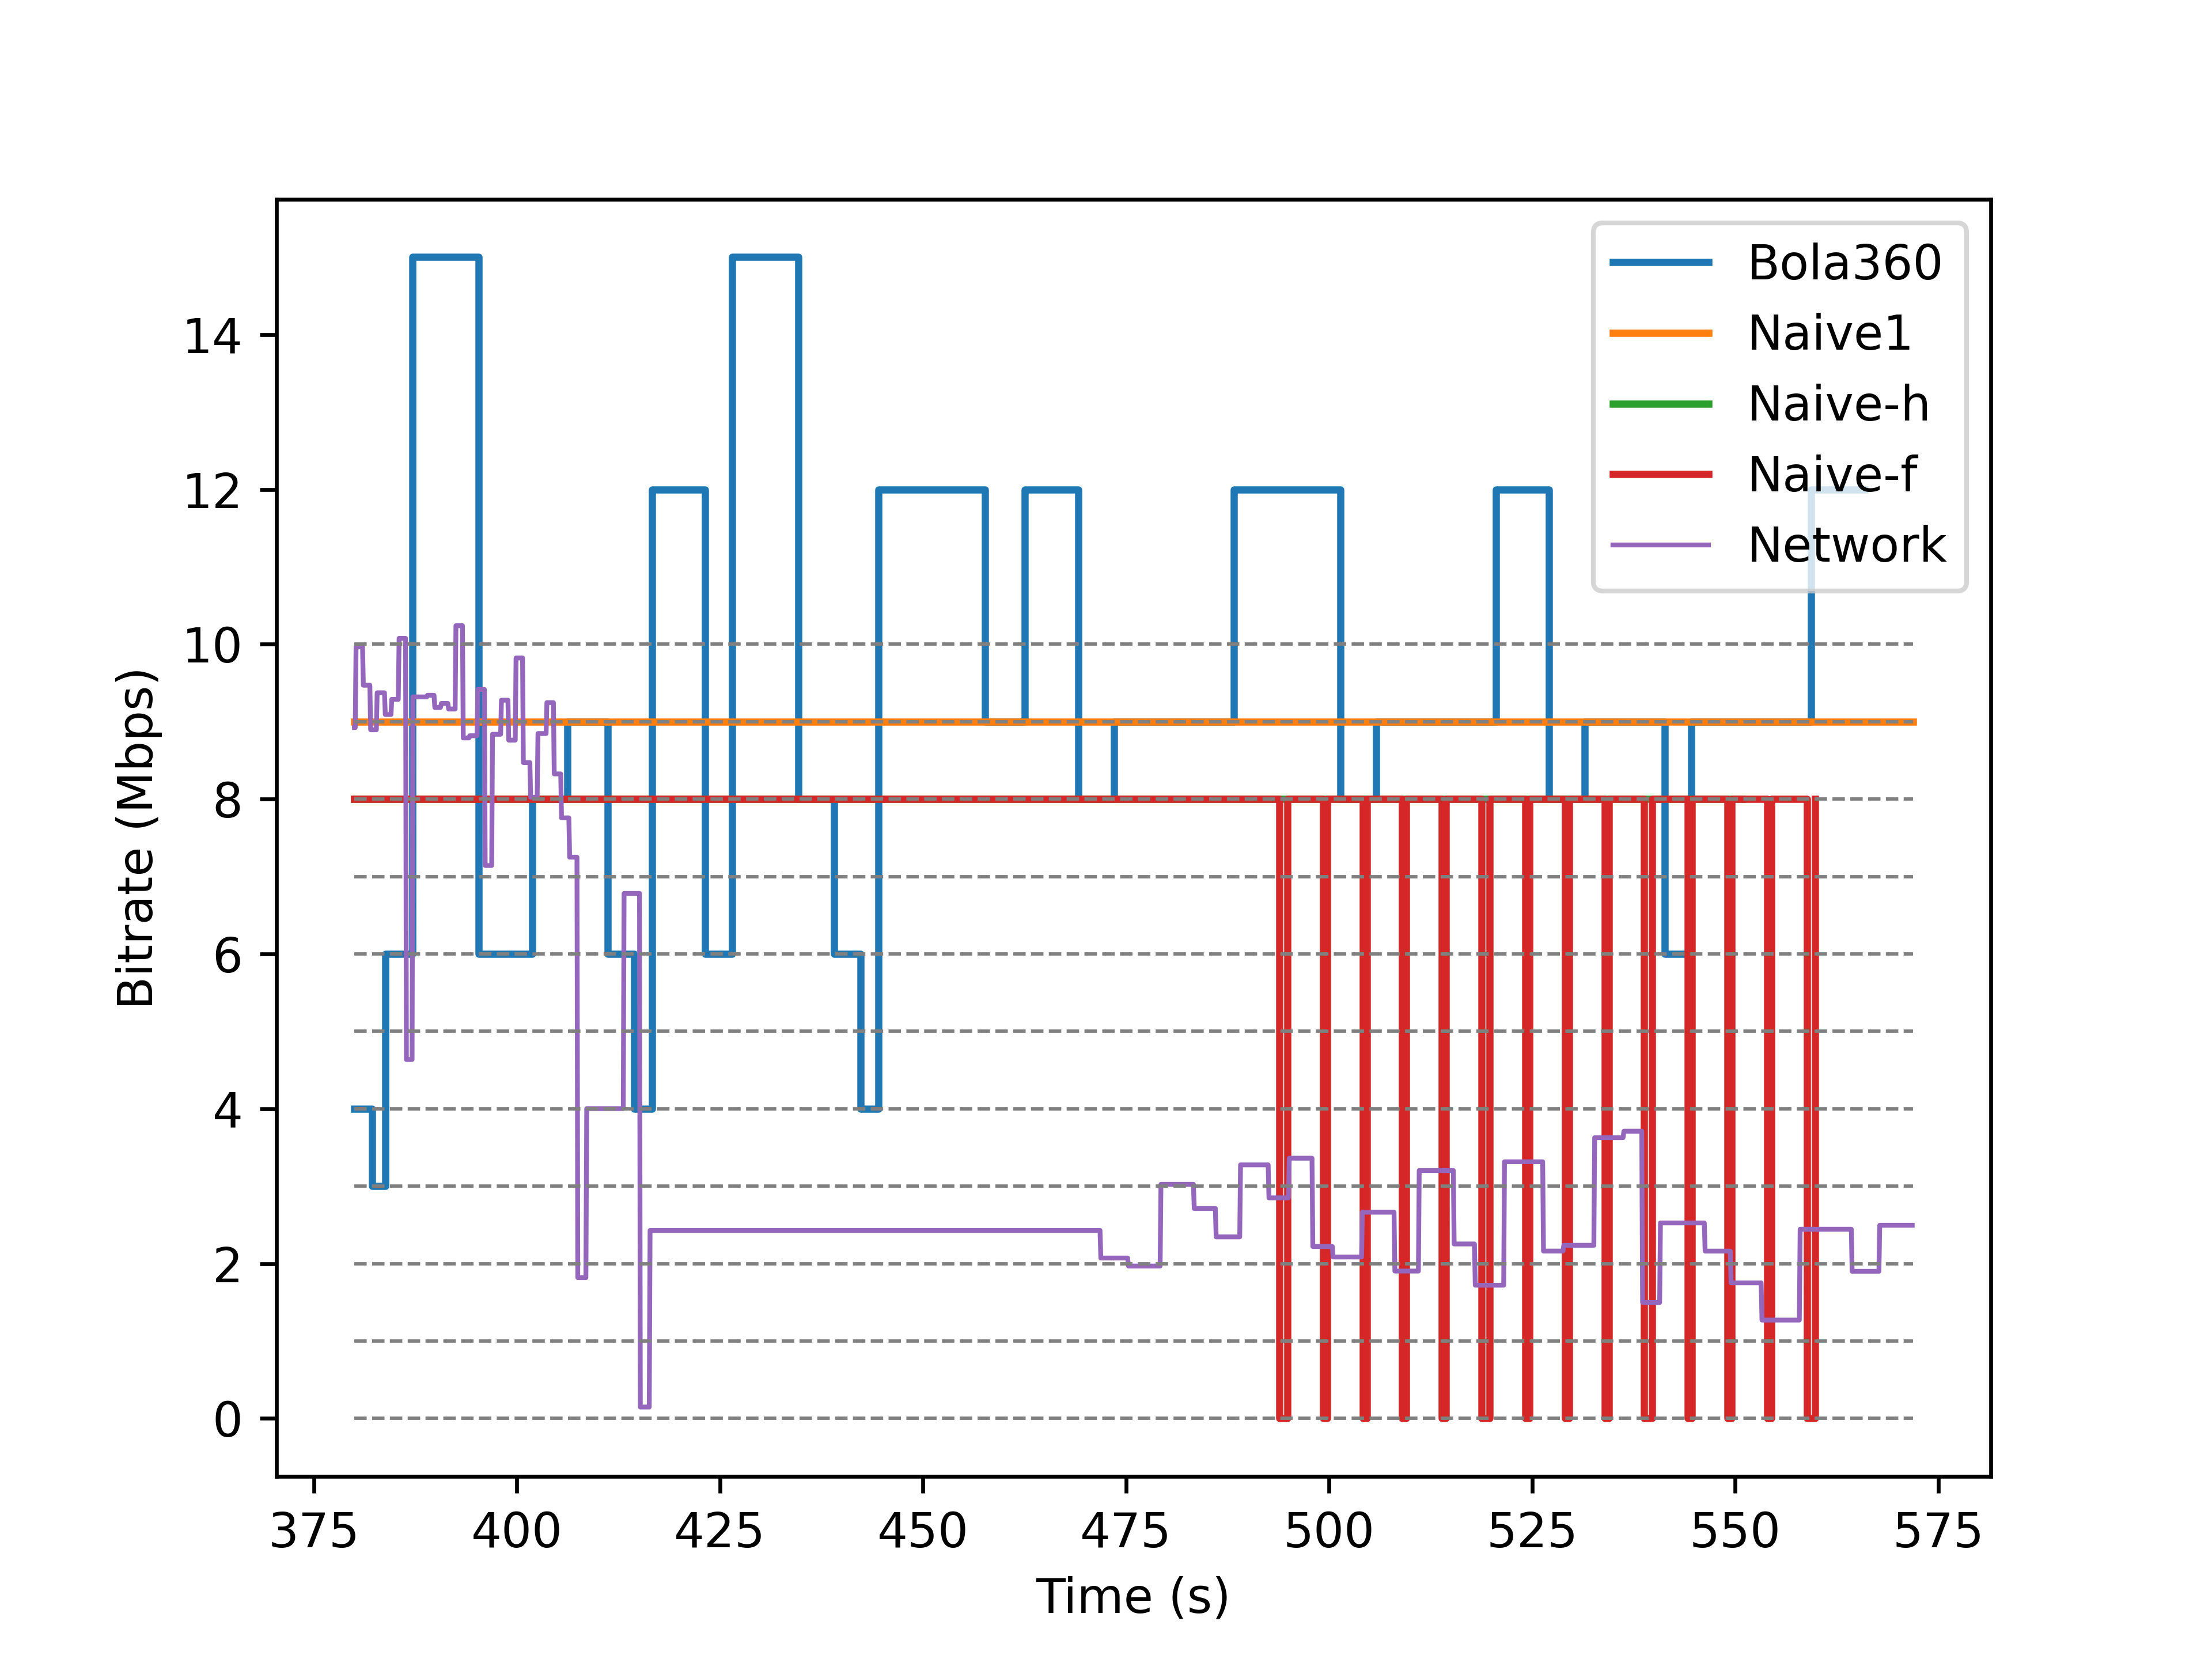 Bitrate (Mbps)
14
12
10
8
6
4
2
0
Bola360
Naive1
Naive-h
Naive-f
Network
375 400 425 450 475 500 525 550 575
Time (s)